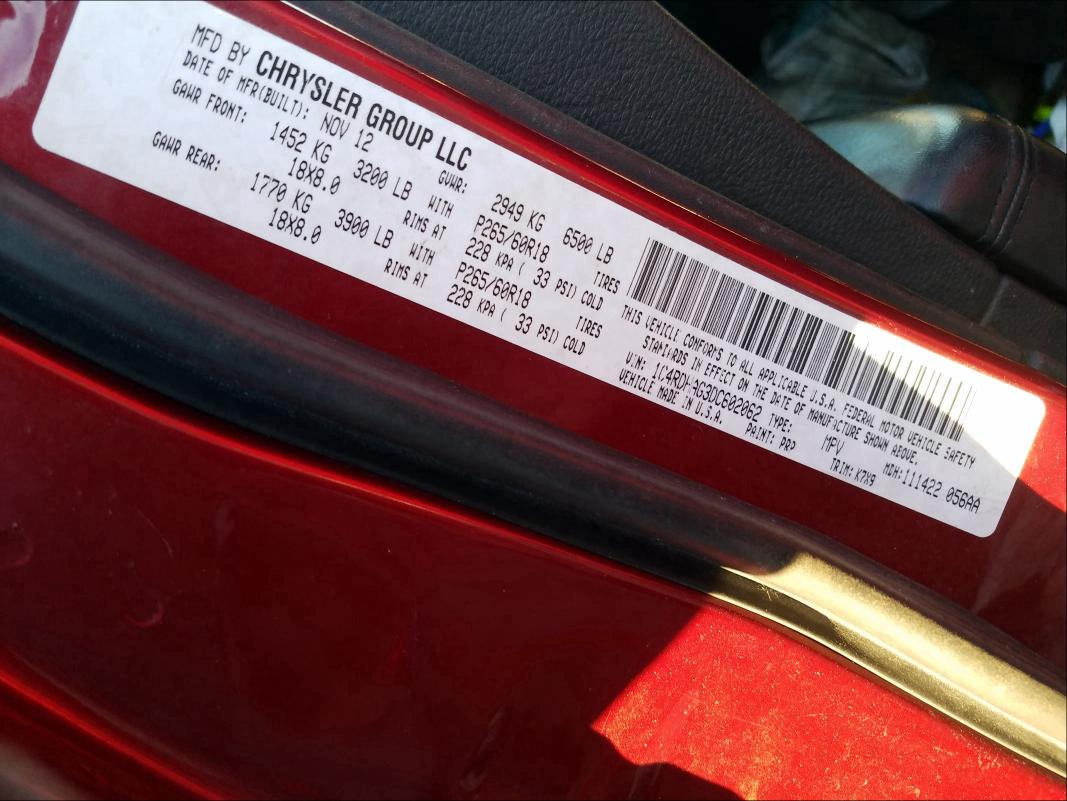 MFD BY CHRYSLER GROUP LLC
DATE OF MFR(BUILT): NOV 12 GVWR: 2949 KG 6500 LB
GAWR FRONT: 1452 KG 3200 LB WITH P265/60R18 TIRES
18X8.0 RIMS AT 228 KPA ( 33 PSI) COLD
GAWR REAR: 1770 KG 3900 LB WITH P265/60R18 TIRES
18X8.0 RIMS AT 228 KPA ( 33 PSI) COLD
THIS VEHICLE CONFORMS TO ALL APPLICABLE U.S.A. FEDERAL MOTOR VEHICLE SAFETY
STANDARDS IN EFFECT ON THE DATE OF MANUFACTURE SHOWN ABOVE.
VIN: TYPE: MPV MDH: 111422 056AA
VEHICLE MADE IN U.S.A. PAINT: PRP TRIM: K7X9